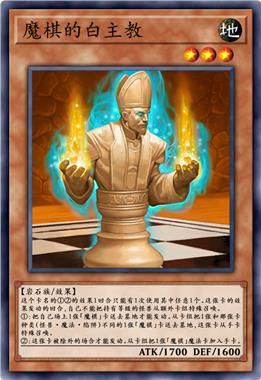 魔棋的白主教
地
【岩石族/效果】
这个卡名的①②的效果1回合只能有1次使用其中任意1个。这张卡的效
果发动的回合，自己不能把持有等级的怪兽从额外卡组特殊召唤。
①：把自己场上1张「魔棋」卡送去墓地才能发动。从卡组把1张和那张卡
种类(怪兽·魔法·陷阱)不同的1张「魔棋」卡送去墓地，这张卡从手卡
特殊召唤。
②：这张卡被除外的场合才能发动。从卡组把1张「魔棋」魔法卡加入手卡。
ATK/1700 DEF/1600